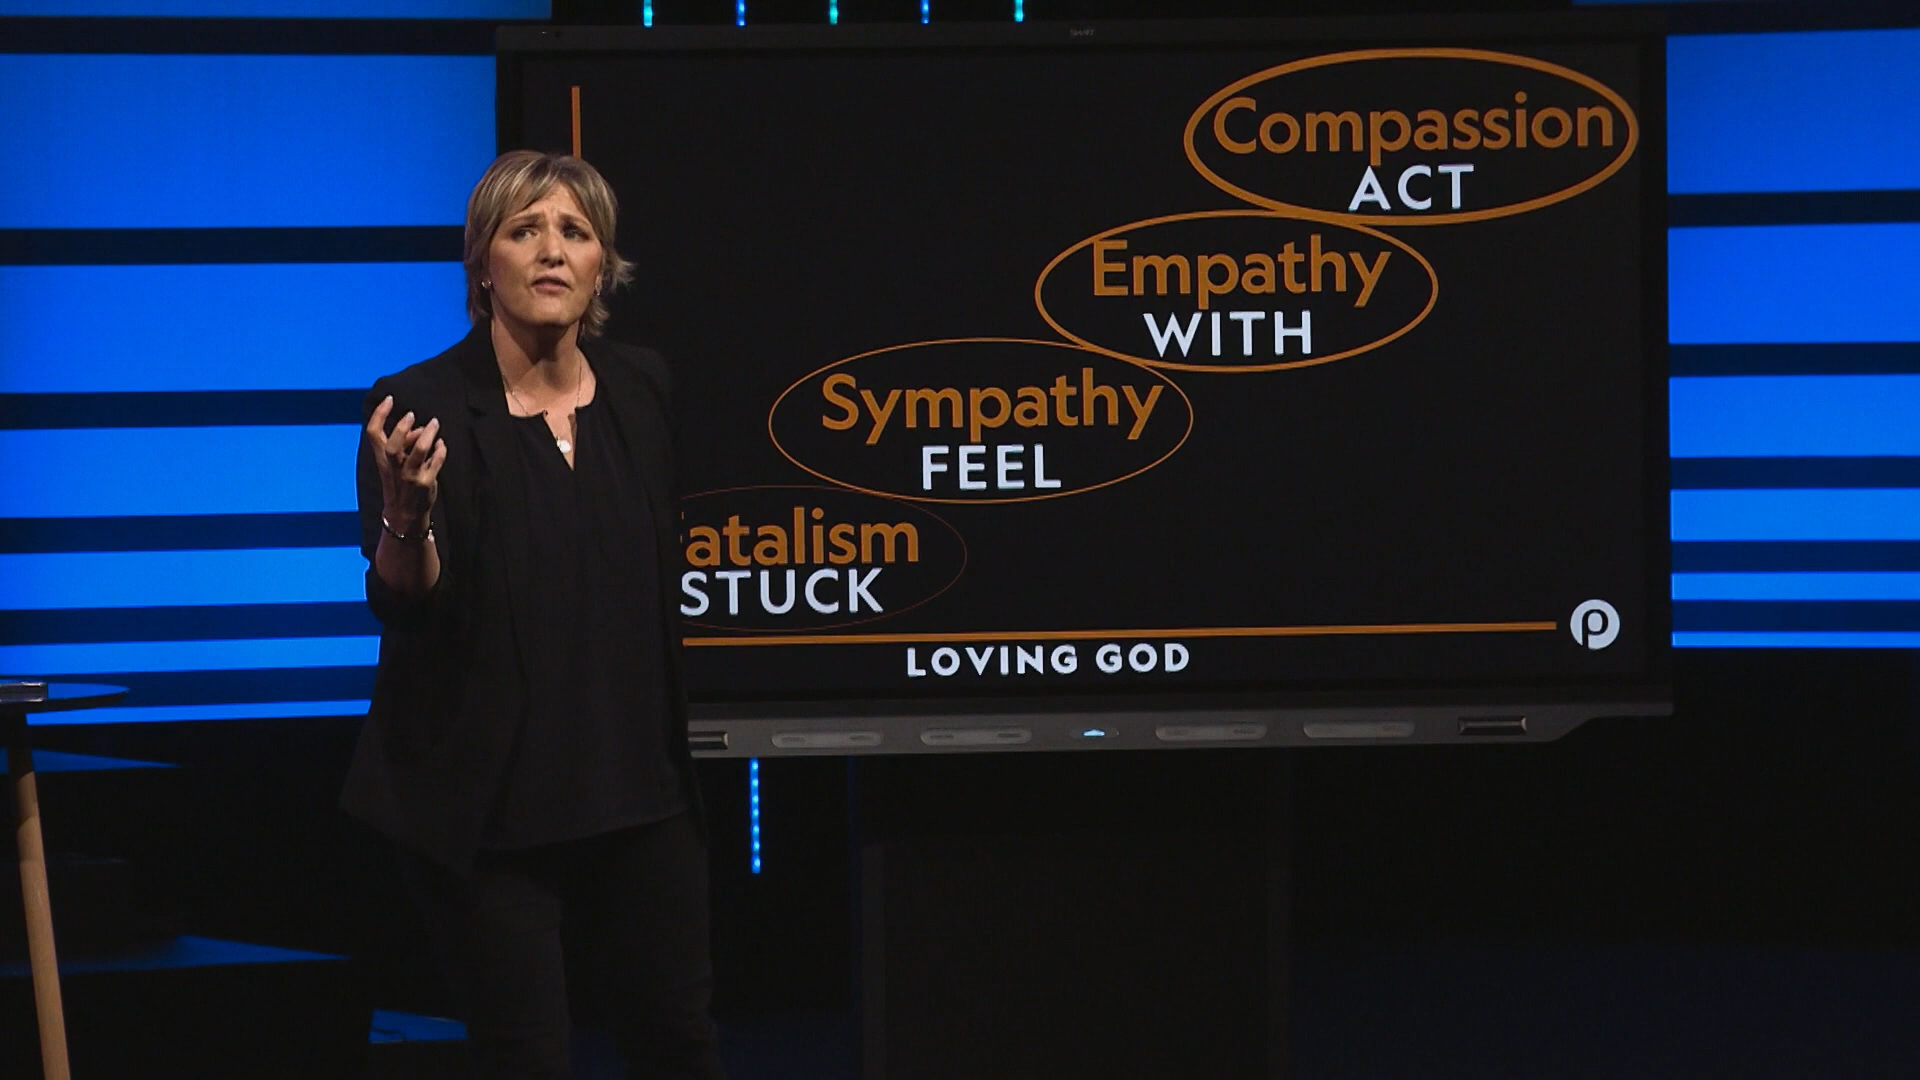 Compassion
ACT
Empathy
WITH
Sympathy
FEEL
atalism
STUCK
LOVING GOD
p